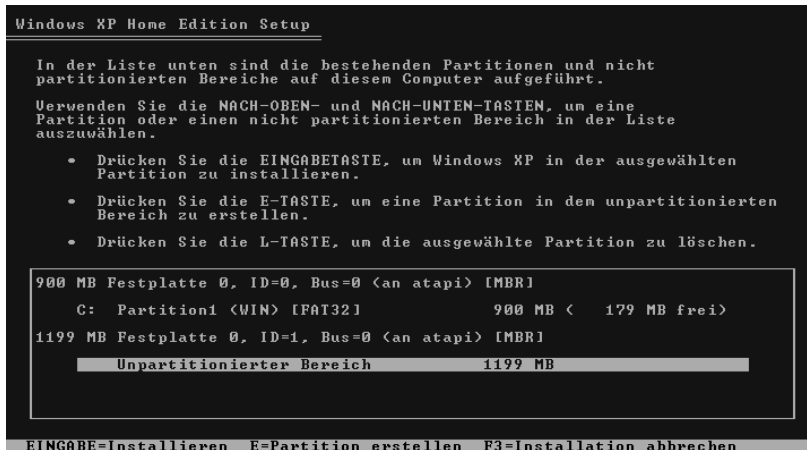 Windows XP Home Edition Setup
In der Liste unten sind die bestehenden Partitionen und nicht
partitionierten Bereiche auf diesem Computer aufgeführt.
Verwenden Sie die NACH-OBEN- und NACH-UNTEN-TASTEN, um eine
Partition oder einen nicht partitionierten Bereich in der Liste
auszuwählen.
• Drücken Sie die EINGABETASTE, um Windows XP in der ausgewählten
Partition zu installieren.
• Drücken Sie die E-TASTE, um eine Partition in dem unpartitionierten
Bereich zu erstellen.
• Drücken Sie die L-TASTE, um die ausgewählte Partition zu löschen.
900 MB Festplatte 0, ID=0, Bus=0 (an atapi) [MBR]
C: Partition1 (WIN) [FAT32] 900 MB ( 179 MB frei)
1199 MB Festplatte 0, ID=1, Bus=0 (an atapi) [MBR]
Unpartitionierter Bereich 1199 MB
EINGABE=Installieren E=Partition erstellen F3=Installation abbrechen